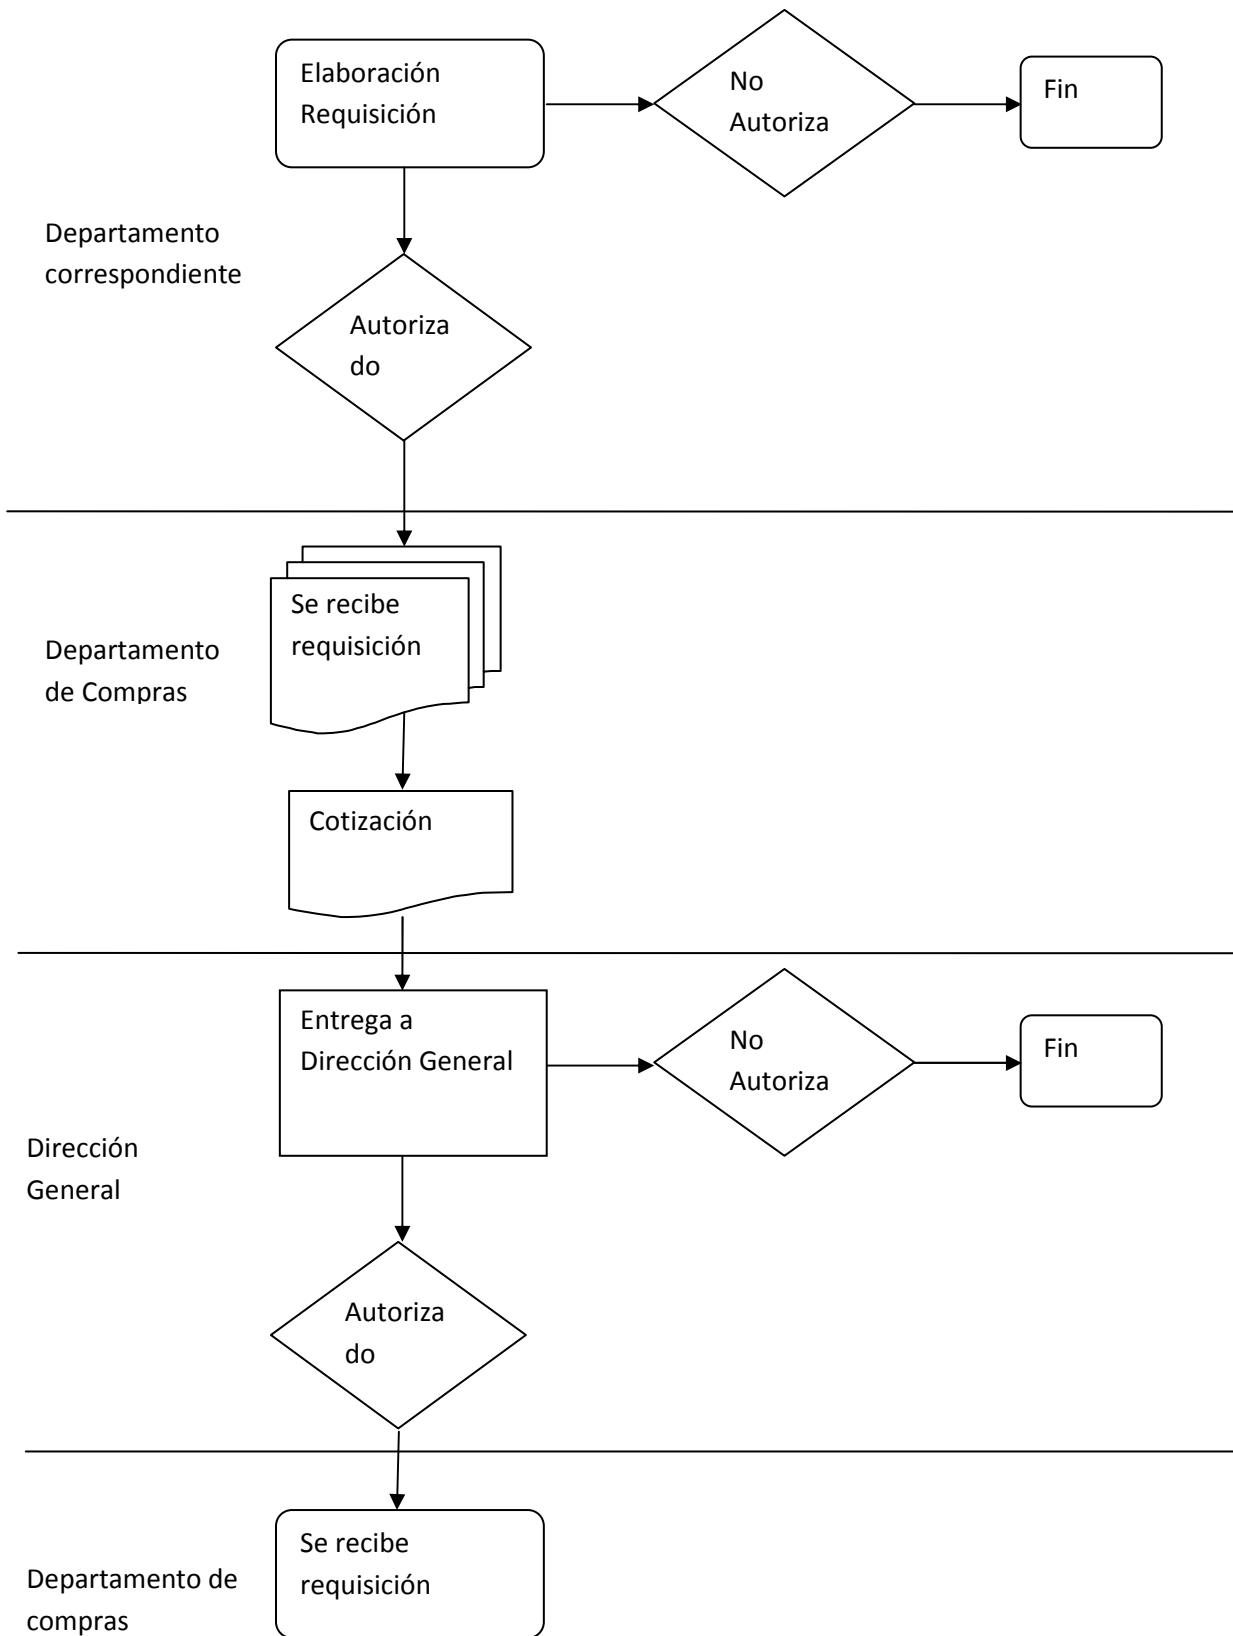 Elaboración
Requisición
No
Autoriza
Fin
Departamento
correspondiente
Autoriza
do
Se recibe
requisición
Departamento
de Compras
Cotización
Entrega a
Dirección General
No
Autoriza
Fin
Dirección
General
Autoriza
do
Se recibe
requisición
Departamento de
compras